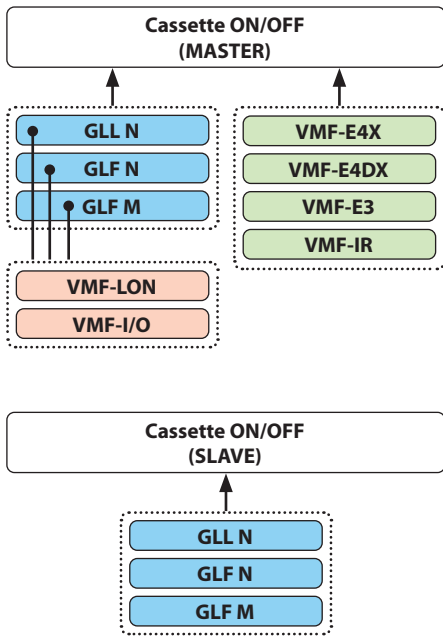 Cassette ON/OFF
(MASTER)
GLL N
GLF N
GLF M
VMF-E4X
VMF-E4DX
VMF-E3
VMF-IR
VMF-LON
VMF-I/O
Cassette ON/OFF
(SLAVE)
GLL N
GLF N
GLF M